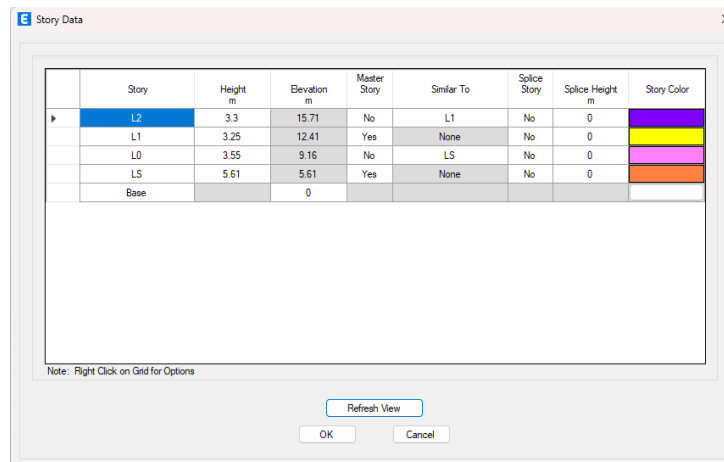 E Story Data
Story Height m Elevation m Master Story Similar To Splice Story Splice Height m Story Color
L2 3.3 15.71 No L1 No 0
L1 3.25 12.41 Yes None No 0
L0 3.55 9.16 No LS No 0
LS 5.61 5.61 Yes None No 0
Base 0
Note: Right Click on Grid for Options
Refresh View
OK Cancel